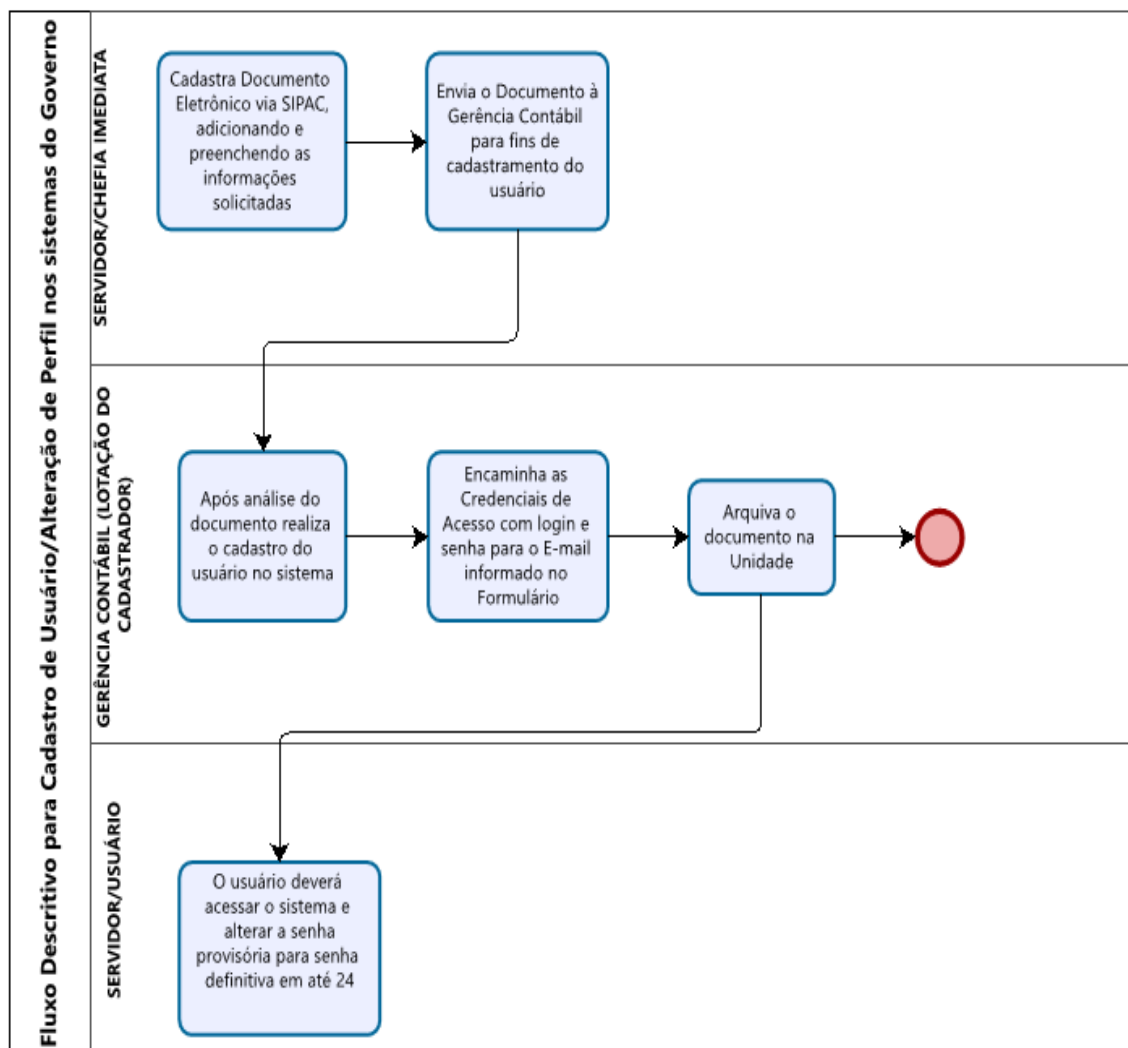 Fluxo Descritivo para Cadastro de Usuário/Alteração de Perfil nos sistemas do Governo
SERVIDOR/CHEFIA IMEDIATA
Cadastra Documento
Eletrônico via SIPAC,
adicionando e
preenchendo as
informações
solicitadas
Envia o Documento à
Gerência Contábil
para fins de
cadastramento do
usuário
GERÊNCIA CONTÁBIL (LOTAÇÃO DO
CADASTRADOR)
Após análise do
documento realiza
o cadastro do
usuário no sistema
Encaminha as
Credenciais de
Acesso com login e
senha para o E-mail
informado no
Formulário
Arquiva o
documento na
Unidade
SERVIDOR/USUÁRIO
O usuário deverá
acessar o sistema e
alterar a senha
provisória para senha
definitiva em até 24